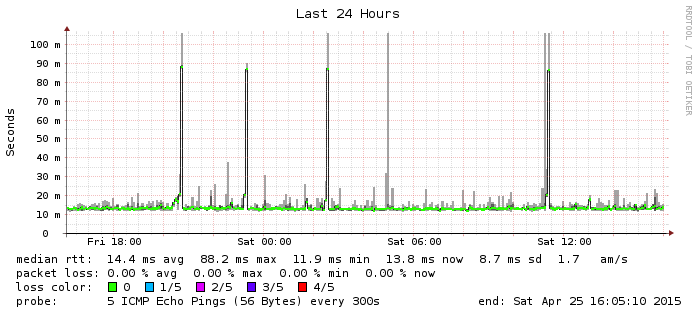 Last 24 Hours
RRDTOOL / TOBI OETIKER
Seconds
100 m
90 m
80 m
70 m
60 m
50 m
40 m
30 m
20 m
10 m
0
Fri 18:00 Sat 00:00 Sat 06:00 Sat 12:00
median rtt: 14.4 ms avg 88.2 ms max 11.9 ms min 13.8 ms now 8.7 ms sd 1.7 am/s
packet loss: 0.00 % avg 0.00 % max 0.00 % min 0.00 % now
loss color: 0 1/5 2/5 3/5 4/5
probe: 5 ICMP Echo Pings (56 Bytes) every 300s end: Sat Apr 25 16:05:10 2015